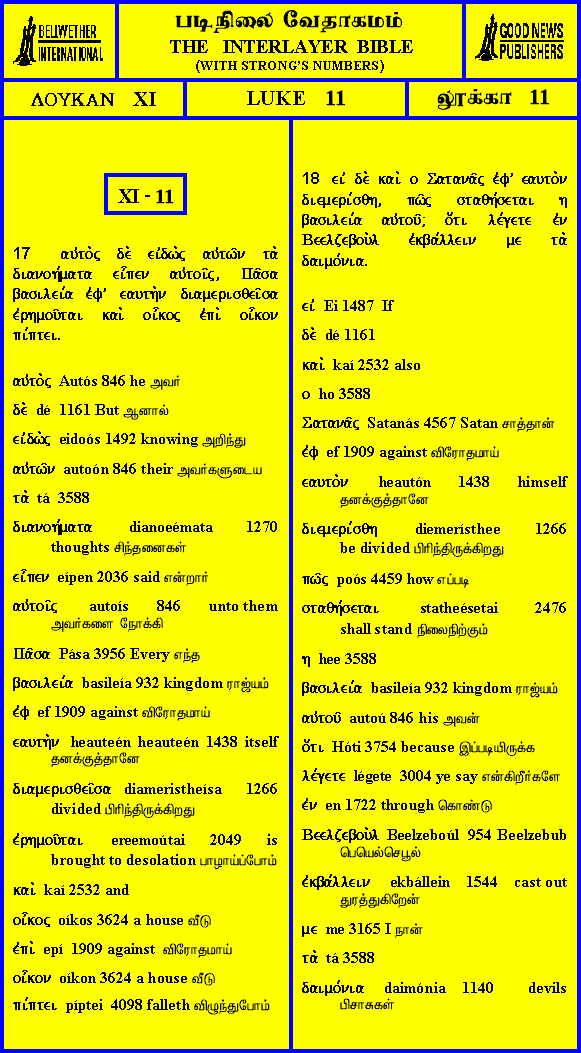 BELLWETHER
INTERNATIONAL
படிநிலை வேதாகமம்
THE INTERLAYER BIBLE
(WITH STRONG'S NUMBERS)
GOOD NEWS
PUBLISHERS
ΛΟΥΚΑΝ XI
LUKE 11
லூக்கா 11
XI - 11
17 αὐτὸς δὲ εἰδὼς αὐτῶν τὰ
διανοήματα εἶπεν αὐτοῖς, Πᾶσα
βασιλεία ἐφ' εαυτὴν διαμερισθεῖσα
ἐρημοῦται καὶ οἶκος ἐπὶ οἶκον
πίπτει.
αὐτὸς Autós 846 he அவர்
δὲ dé 1161 But ஆனால்
εἰδὼς eidoós 1492 knowing அறிந்து
αὐτῶν autoón 846 their அவர்களுடைய
τὰ tá 3588
διανοήματα dianoeémata 1270
thoughts சிந்தனைகள்
εἶπεν eípen 2036 said என்றார்
αὐτοῖς autoís 846 unto them
அவர்களை நோக்கி
Πᾶσα Pása 3956 Every எந்த
βασιλεία basileía 932 kingdom ராஜ்யம்
ἐφ ef 1909 against விரோதமாய்
εαυτὴν heauteén heauteén 1438 itself
தனக்குத்தானே
διαμερισθεῖσα diameristheísa 1266
divided பிரிந்திருக்கிறது
ἐρημοῦται ereemoútai 2049 is
brought to desolation பாழாய்ப்போம்
καὶ kaí 2532 and
οἶκος oíkos 3624 a house வீடு
ἐπὶ epí 1909 against விரோதமாய்
οἶκον oíkon 3624 a house வீடு
πίπτει píptei 4098 falleth விழுந்துபோம்
18 εἰ δὲ καὶ ο Σατανᾶς ἐφ' εαυτὸν
διεμερίσθη, πῶς σταθήσεται η
βασιλεία αὐτοῦ; ὅτι λέγετε ἐν
Βεελζεβοὺλ ἐκβάλλειν με τὰ
δαιμόνια.
εἰ Ei 1487 If
δὲ dé 1161
καὶ kaí 2532 also
ο ho 3588
Σατανᾶς Satanás 4567 Satan சாத்தான்
ἐφ ef 1909 against விரோதமாய்
εαυτὸν heautón 1438 himself
தனக்குத்தானே
διεμερίσθη diemerísthee 1266
be divided பிரிந்திருக்கிறது
πῶς poós 4459 how எப்படி
σταθήσεται statheésetai 2476
shall stand நிலைநிற்கும்
η hee 3588
βασιλεία basileía 932 kingdom ராஜ்யம்
αὐτοῦ autoú 846 his அவன்
ὅτι Hóti 3754 because இப்படியிருக்க
λέγετε légete 3004 ye say என்கிறீர்களே
ἐν en 1722 through கொண்டு
Βεελζεβοὺλ Beelzeboúl 954 Beelzebub
பெயெல்செபூல்
ἐκβάλλειν ekbállein 1544 cast out
துரத்துகிறேன்
με me 3165 I நான்
τὰ tá 3588
δαιμόνια daimónia 1140 devils
பிசாசுகள்